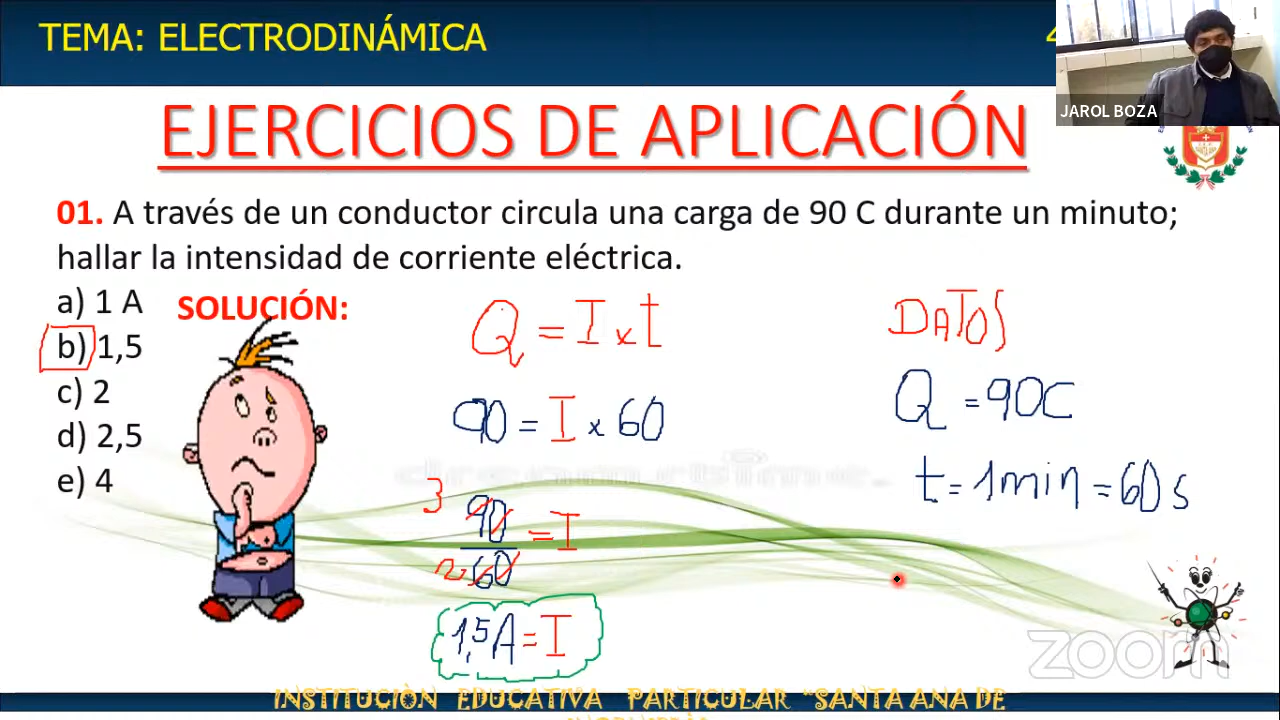 TEMA: ELECTRODINÁMICA
JAROL BOZA
EJERCICIOS DE APLICACIÓN
01. A través de un conductor circula una carga de 90 C durante un minuto;
hallar la intensidad de corriente eléctrica.
a) 1 A
SOLUCIÓN:
b) 1,5
c) 2
d) 2,5
e) 4
Q = I x t
90 = I x 60
3
90/60 = I
2
1,5A = I
DATOS
Q = 90C
t = 1min = 60 s
zoom
INSTITUCIÒN EDUCATIVA PARTICULAR "SANTA ANA DE